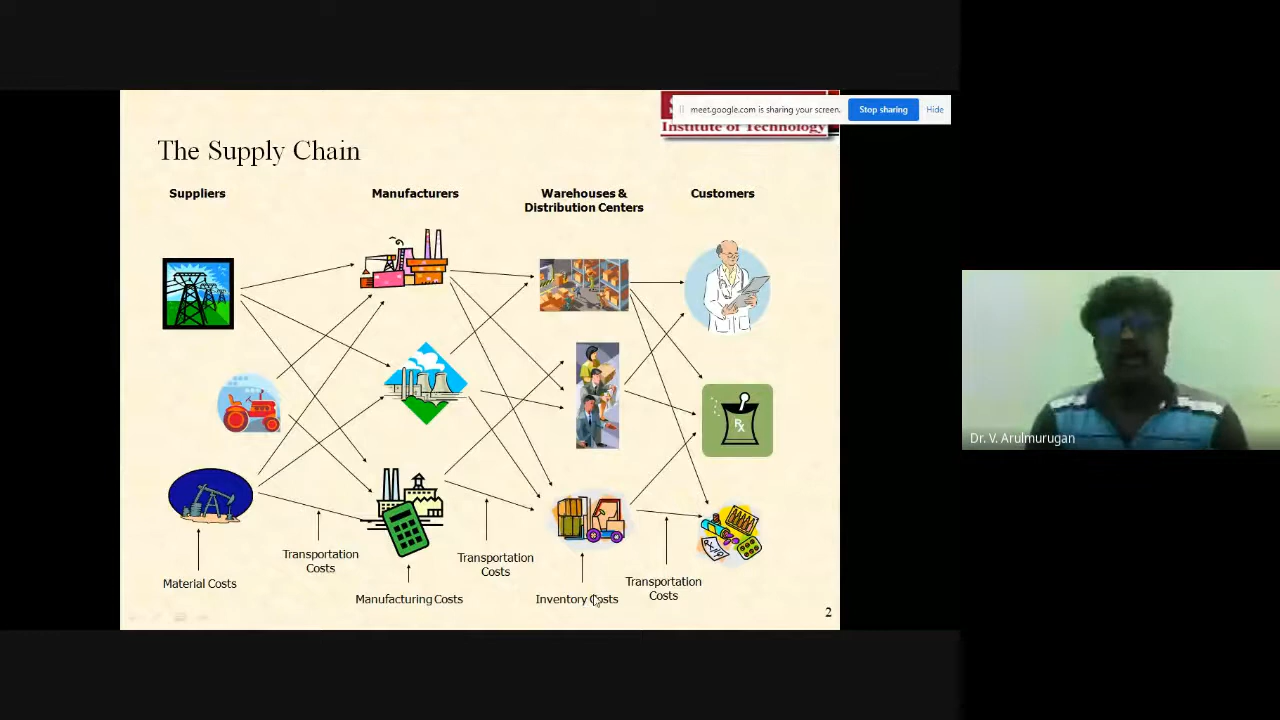 meet.google.com is sharing your screen.
Stop sharing
Hide
Institute of Technology
The Supply Chain
Suppliers
Manufacturers
Warehouses &
Distribution Centers
Customers
Rx
Dr. V. Arulmurugan
Transportation
Costs
Transportation
Costs
Transportation
Costs
Material Costs
Manufacturing Costs
Inventory Costs
2